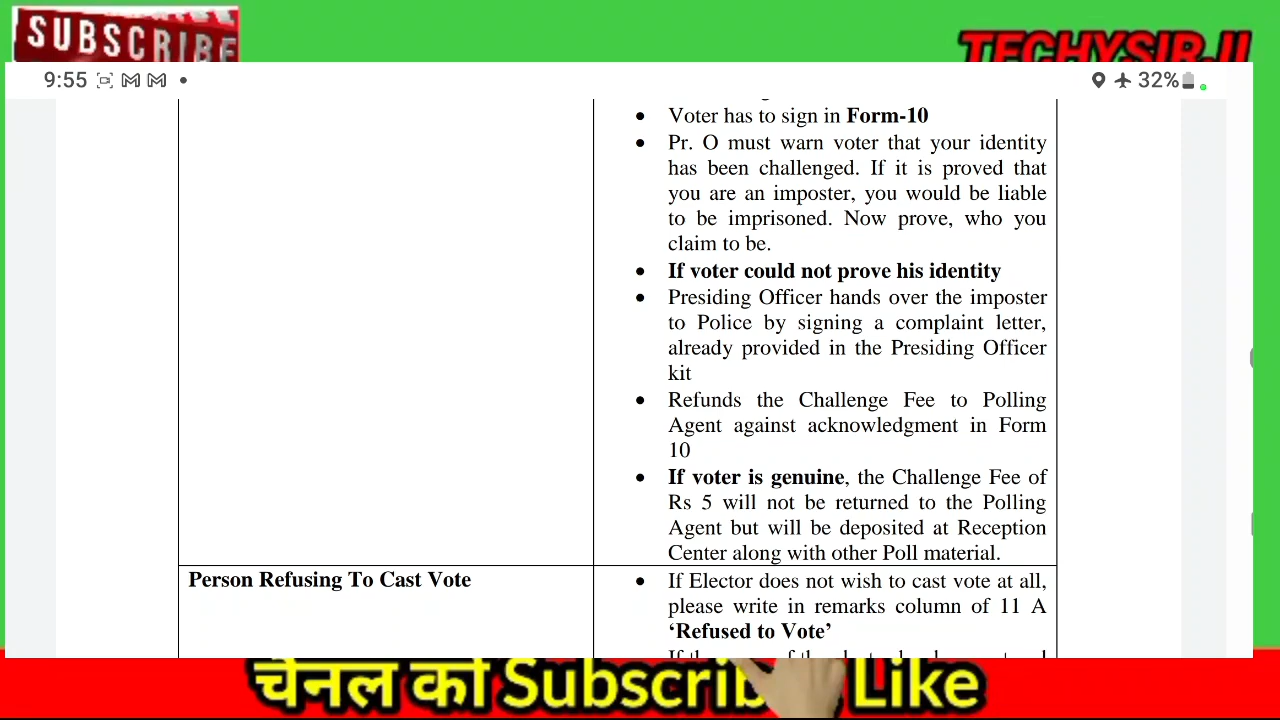 SUBSCRIBE
TECHYSIRJI
9:55
32%
• Voter has to sign in Form-10
• Pr. O must warn voter that your identity
has been challenged. If it is proved that
you are an imposter, you would be liable
to be imprisoned. Now prove, who you
claim to be.
• If voter could not prove his identity
• Presiding Officer hands over the imposter
to Police by signing a complaint letter,
already provided in the Presiding Officer
kit
• Refunds the Challenge Fee to Polling
Agent against acknowledgment in Form
10
• If voter is genuine, the Challenge Fee of
Rs 5 will not be returned to the Polling
Agent but will be deposited at Reception
Center along with other Poll material.
Person Refusing To Cast Vote
• If Elector does not wish to cast vote at all,
please write in remarks column of 11 A
‘Refused to Vote’
चैनल को Subscrib Like